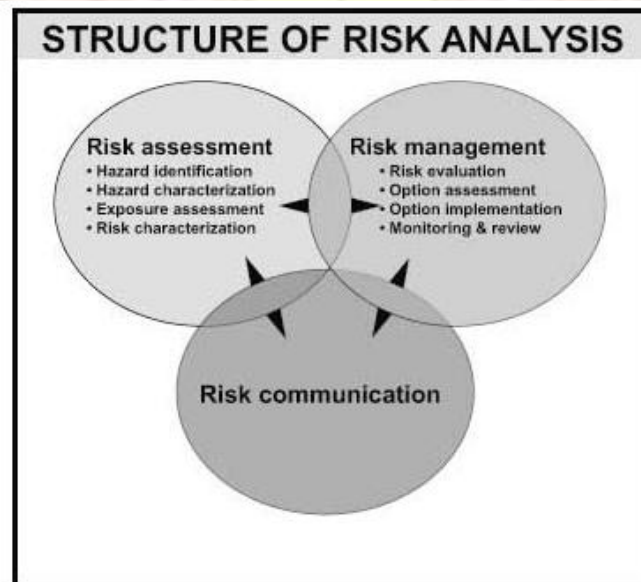 STRUCTURE OF RISK ANALYSIS
Risk assessment
• Hazard identification
• Hazard characterization
• Exposure assessment
• Risk characterization
Risk management
• Risk evaluation
• Option assessment
• Option implementation
• Monitoring & review
Risk communication